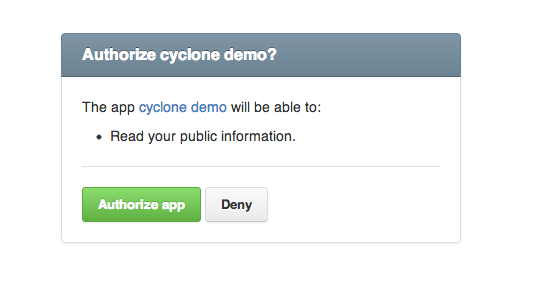 Authorize cyclone demo?
The app cyclone demo will be able to:
• Read your public information.
Authorize app
Deny